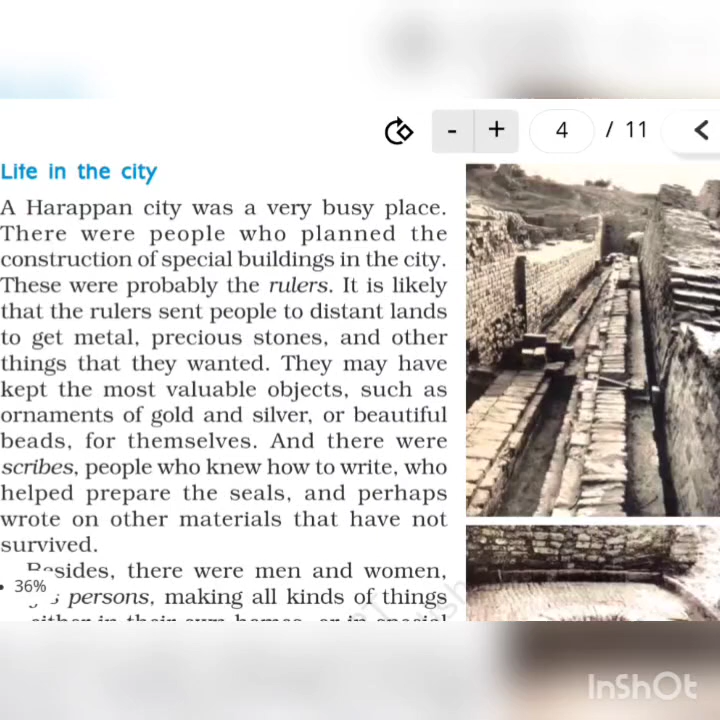 - + 4 / 11 <
Life in the city
A Harappan city was a very busy place.
There were people who planned the
construction of special buildings in the city.
These were probably the rulers. It is likely
that the rulers sent people to distant lands
to get metal, precious stones, and other
things that they wanted. They may have
kept the most valuable objects, such as
ornaments of gold and silver, or beautiful
beads, for themselves. And there were
scribes, people who knew how to write, who
helped prepare the seals, and perhaps
wrote on other materials that have not
survived.
Besides, there were men and women,
36%
persons, making all kinds of things
InShOt